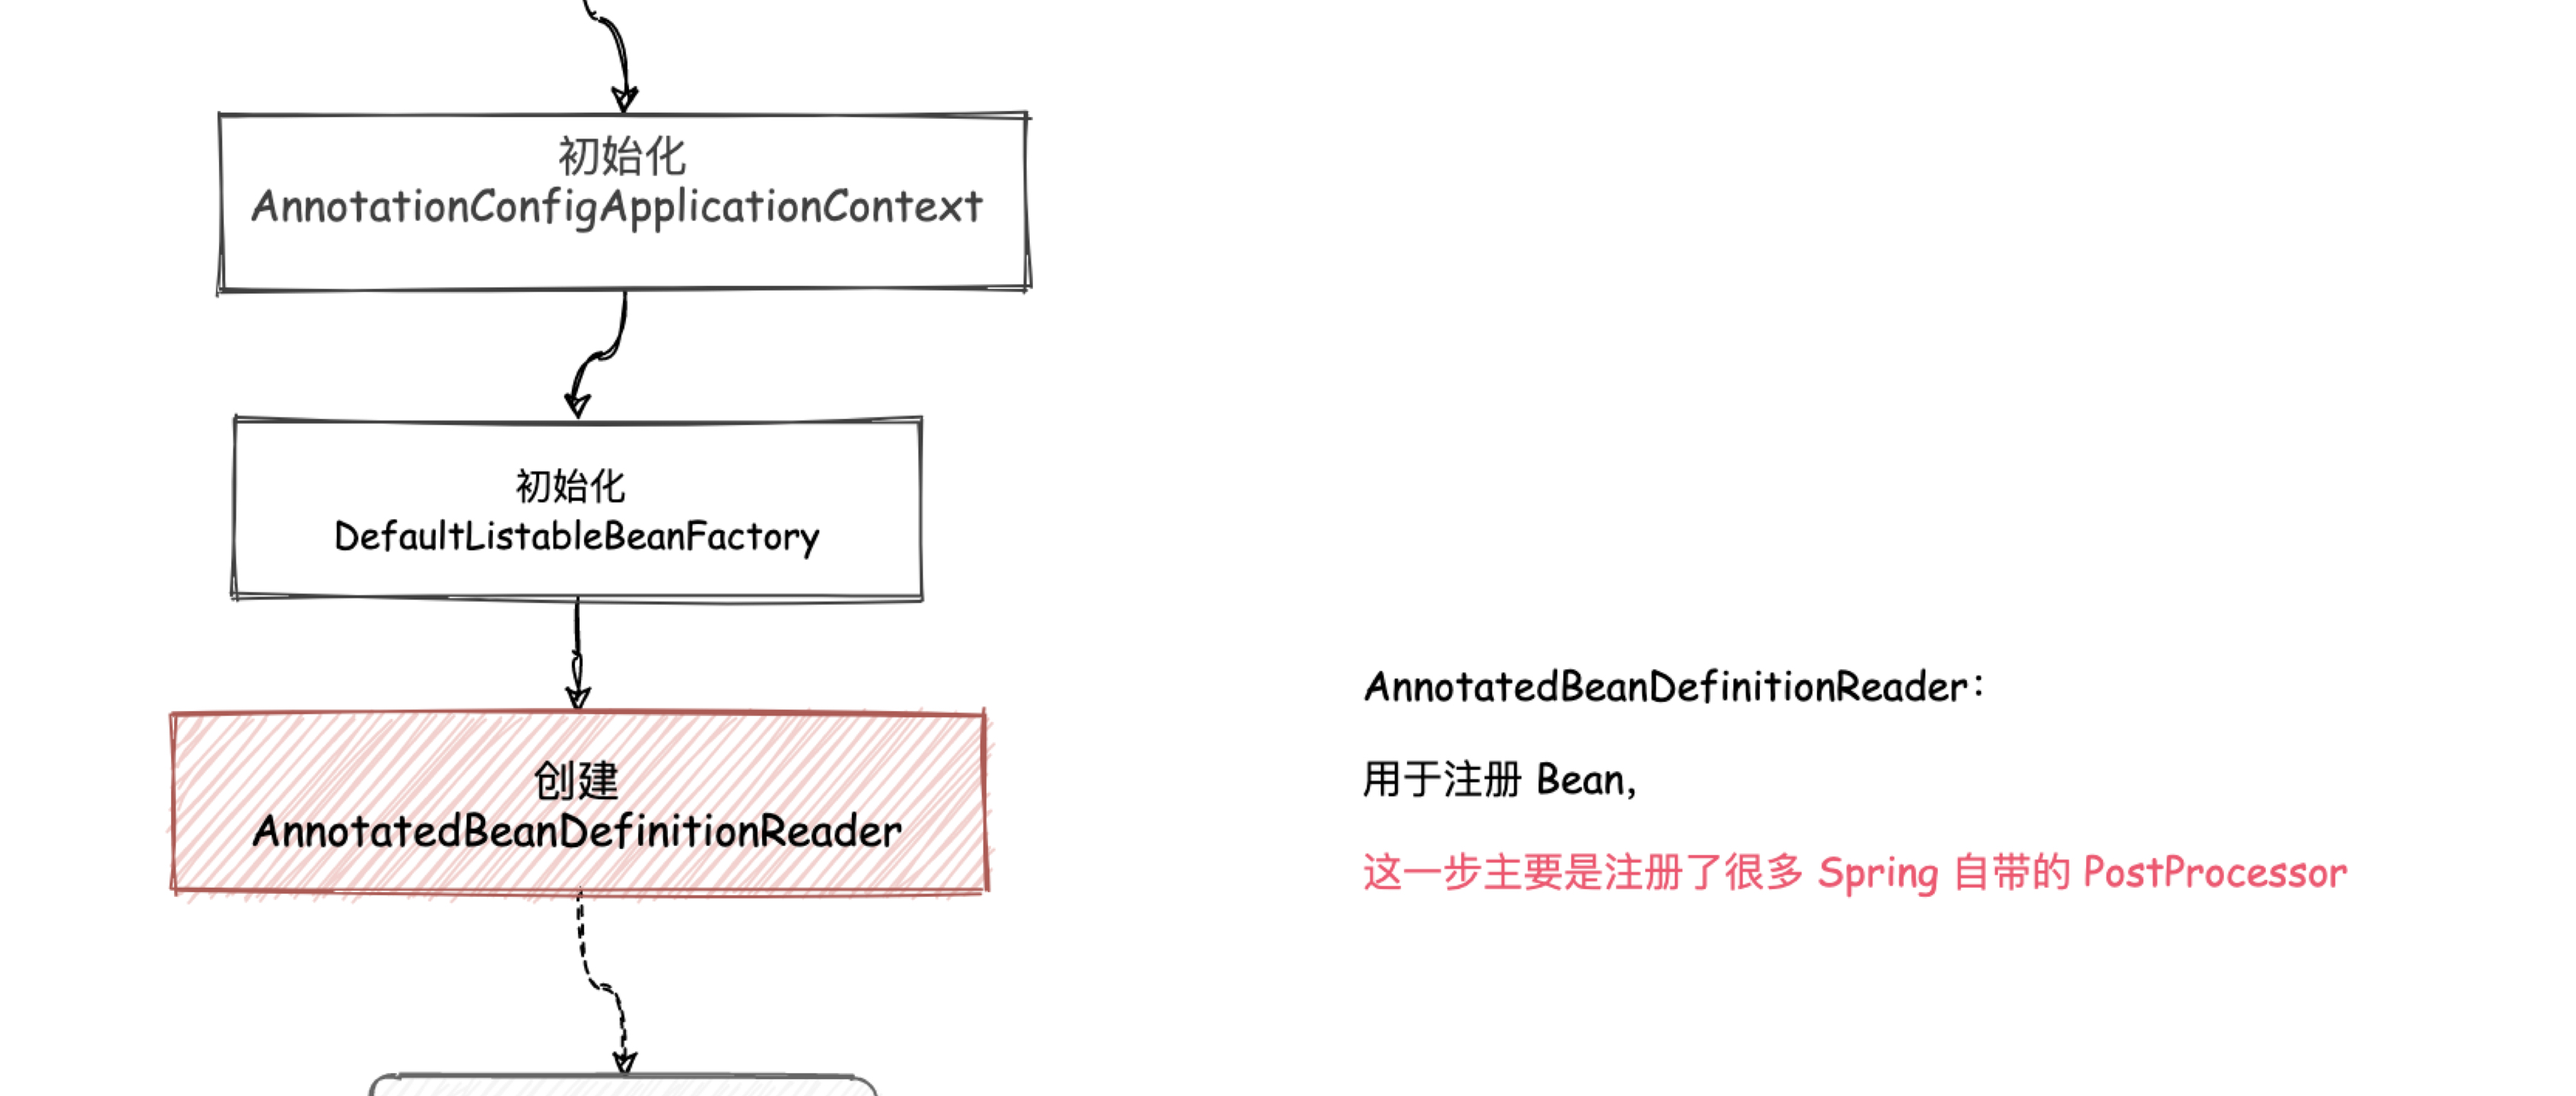 初始化
AnnotationConfigApplicationContext
初始化
DefaultListableBeanFactory
创建
AnnotatedBeanDefinitionReader
AnnotatedBeanDefinitionReader：
用于注册 Bean，
这一步主要是注册了很多 Spring 自带的 PostProcessor